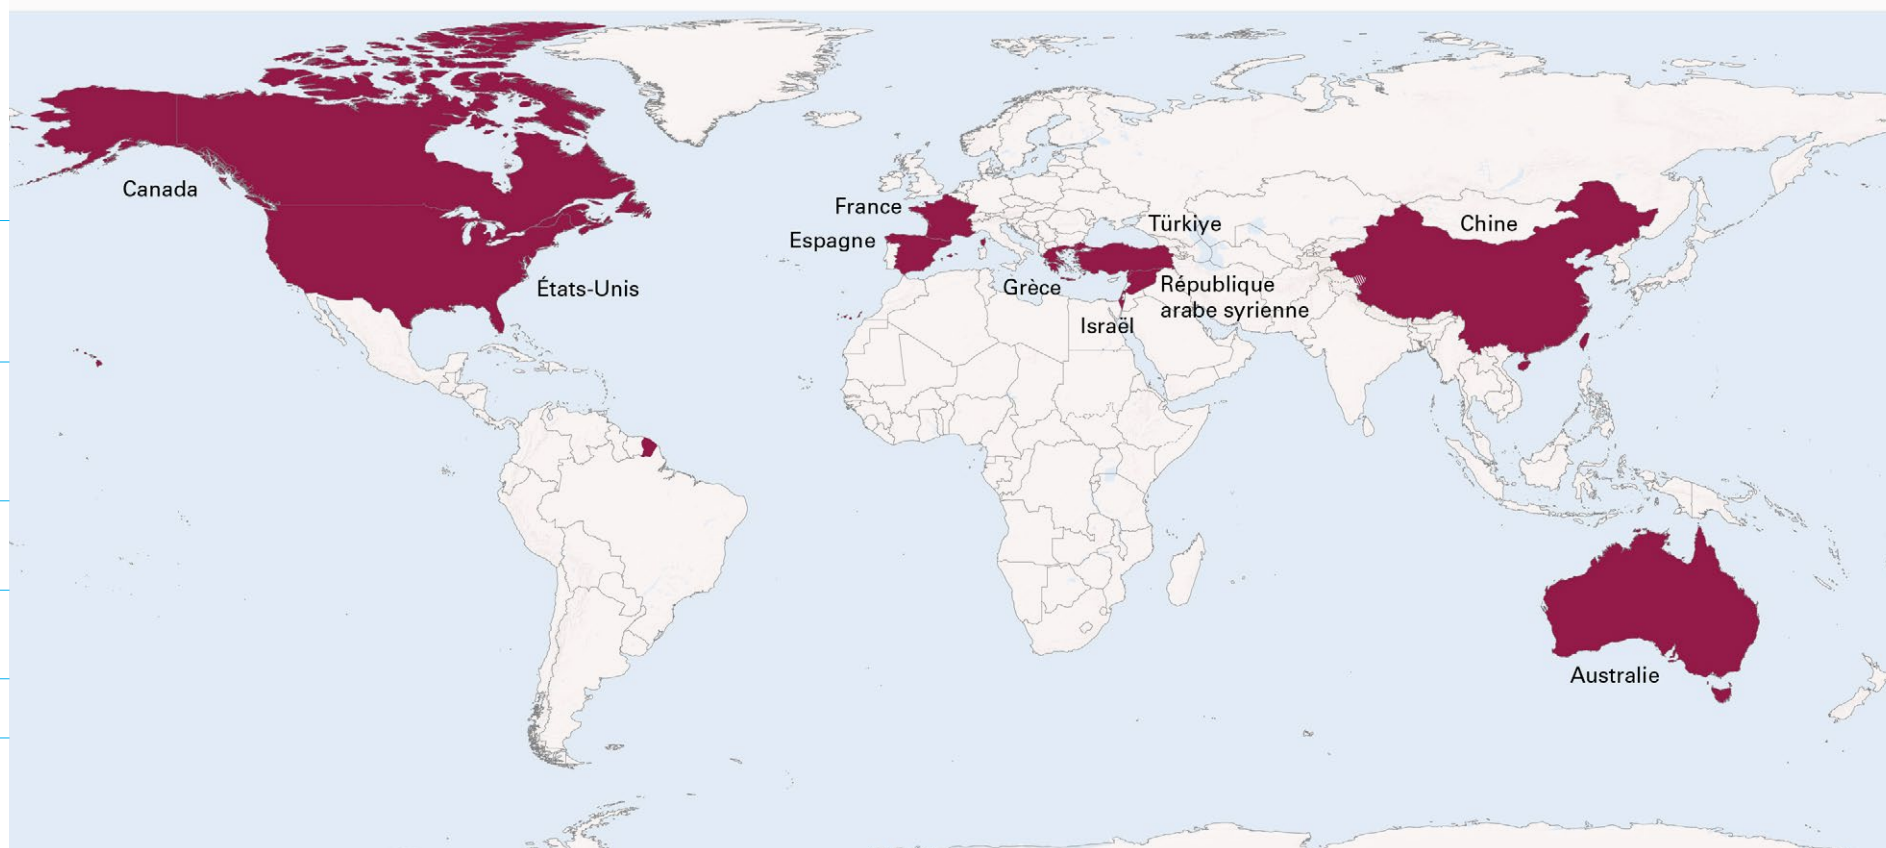 Canada
France
Türkiye
Chine
Espagne
États-Unis
Grèce
République
arabe syrienne
Israël
Australie